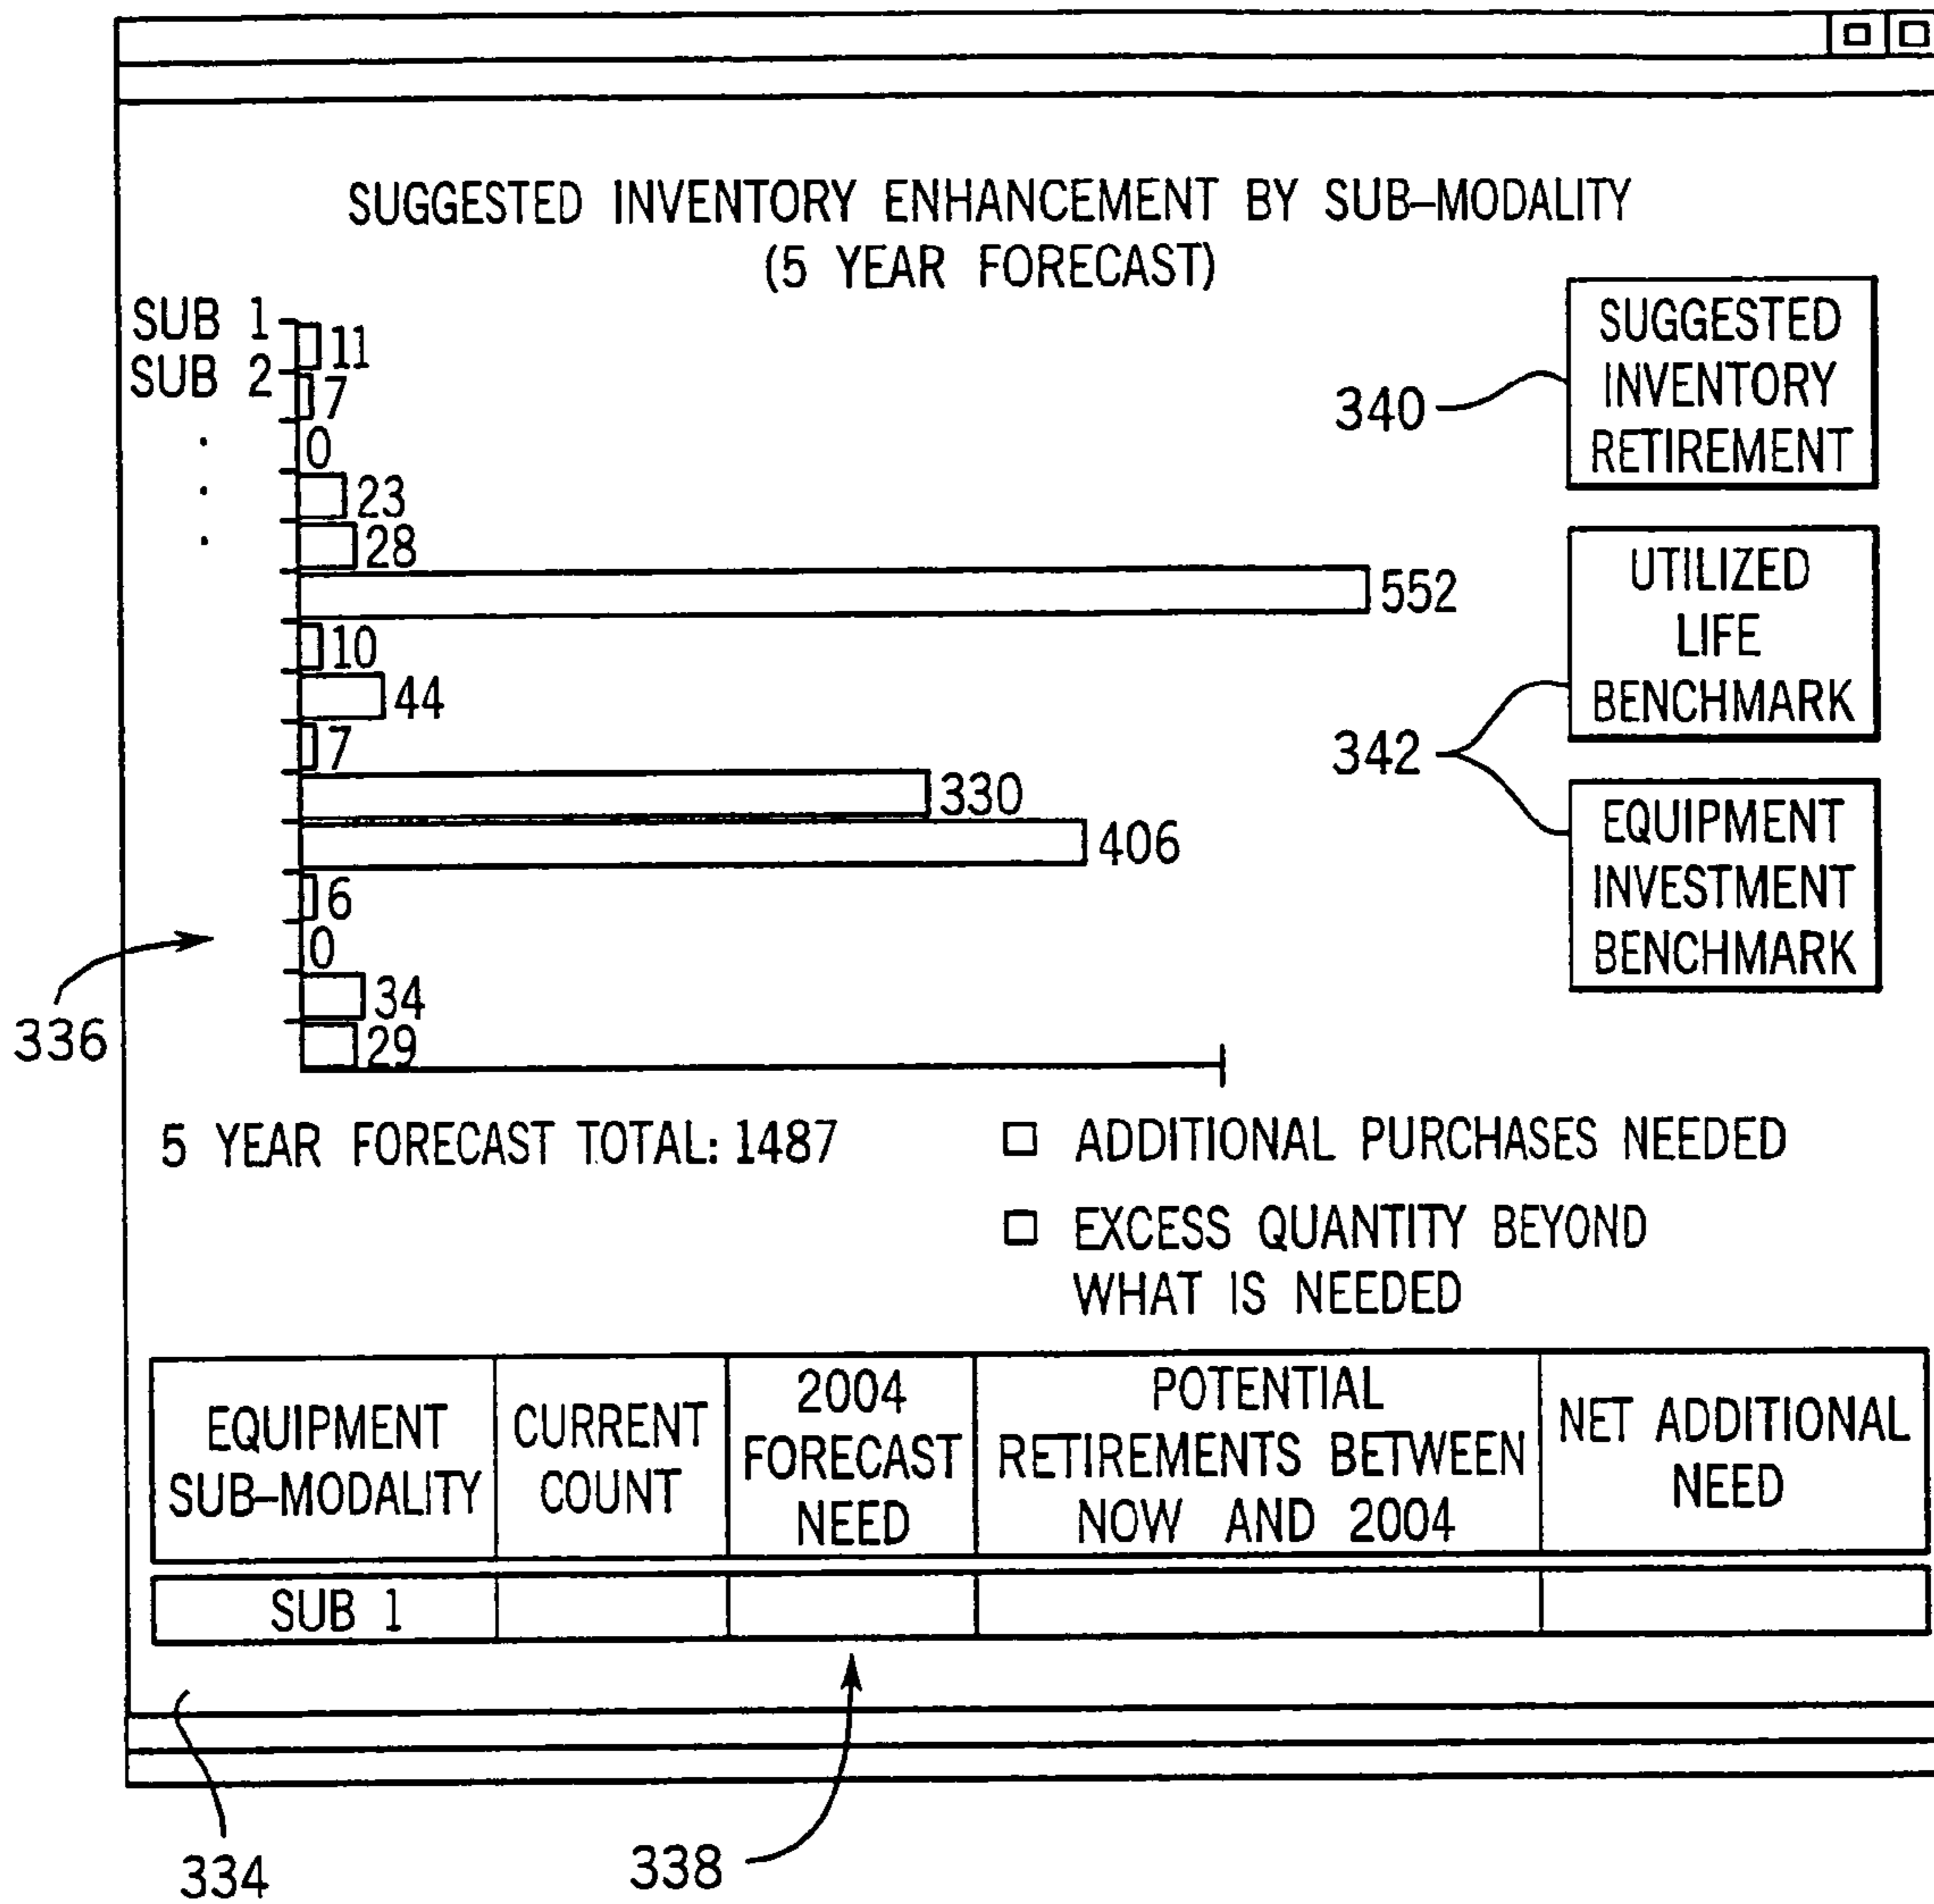 SUGGESTED INVENTORY ENHANCEMENT BY SUB-MODALITY
(5 YEAR FORECAST)
SUB 1
11
SUB 2
7
0
23
28
552
10
44
7
330
406
6
0
34
29
336
340
SUGGESTED
INVENTORY
RETIREMENT
342
UTILIZED
LIFE
BENCHMARK
EQUIPMENT
INVESTMENT
BENCHMARK
5 YEAR FORECAST TOTAL: 1487
ADDITIONAL PURCHASES NEEDED
EXCESS QUANTITY BEYOND
WHAT IS NEEDED
EQUIPMENT
SUB-MODALITY
CURRENT
COUNT
2004
FORECAST
NEED
POTENTIAL
RETIREMENTS BETWEEN
NOW AND 2004
NET ADDITIONAL
NEED
SUB 1
334
338